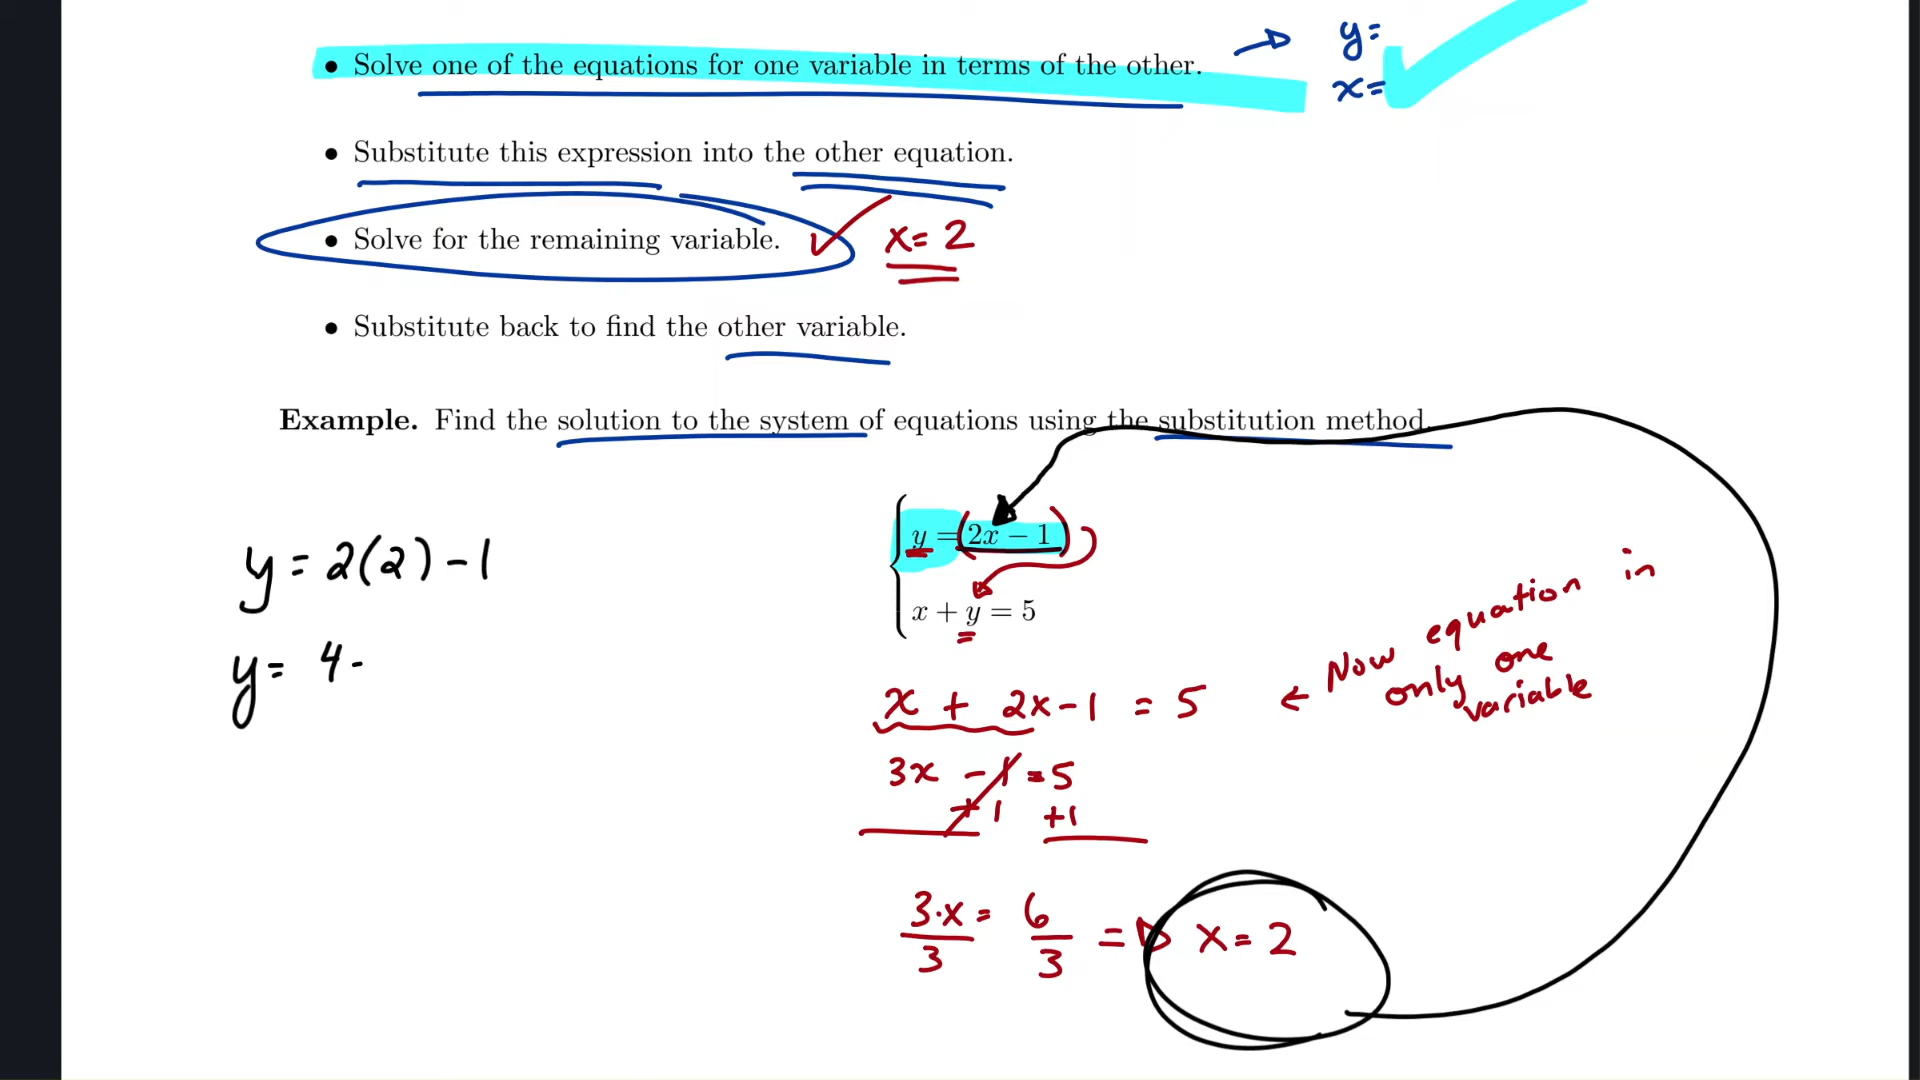 • Solve one of the equations for one variable in terms of the other. → y=
x=
• Substitute this expression into the other equation.
• Solve for the remaining variable. x= 2
• Substitute back to find the other variable.
Example. Find the solution to the system of equations using the substitution method.
y = (2x − 1)
x + y = 5
y = 2(2) - 1
y = 4 -
x + 2x - 1 = 5 ← Now equation in only one variable
3x - 1 = 5
+ 1 +1
3·x = 6 => x = 2
3 3